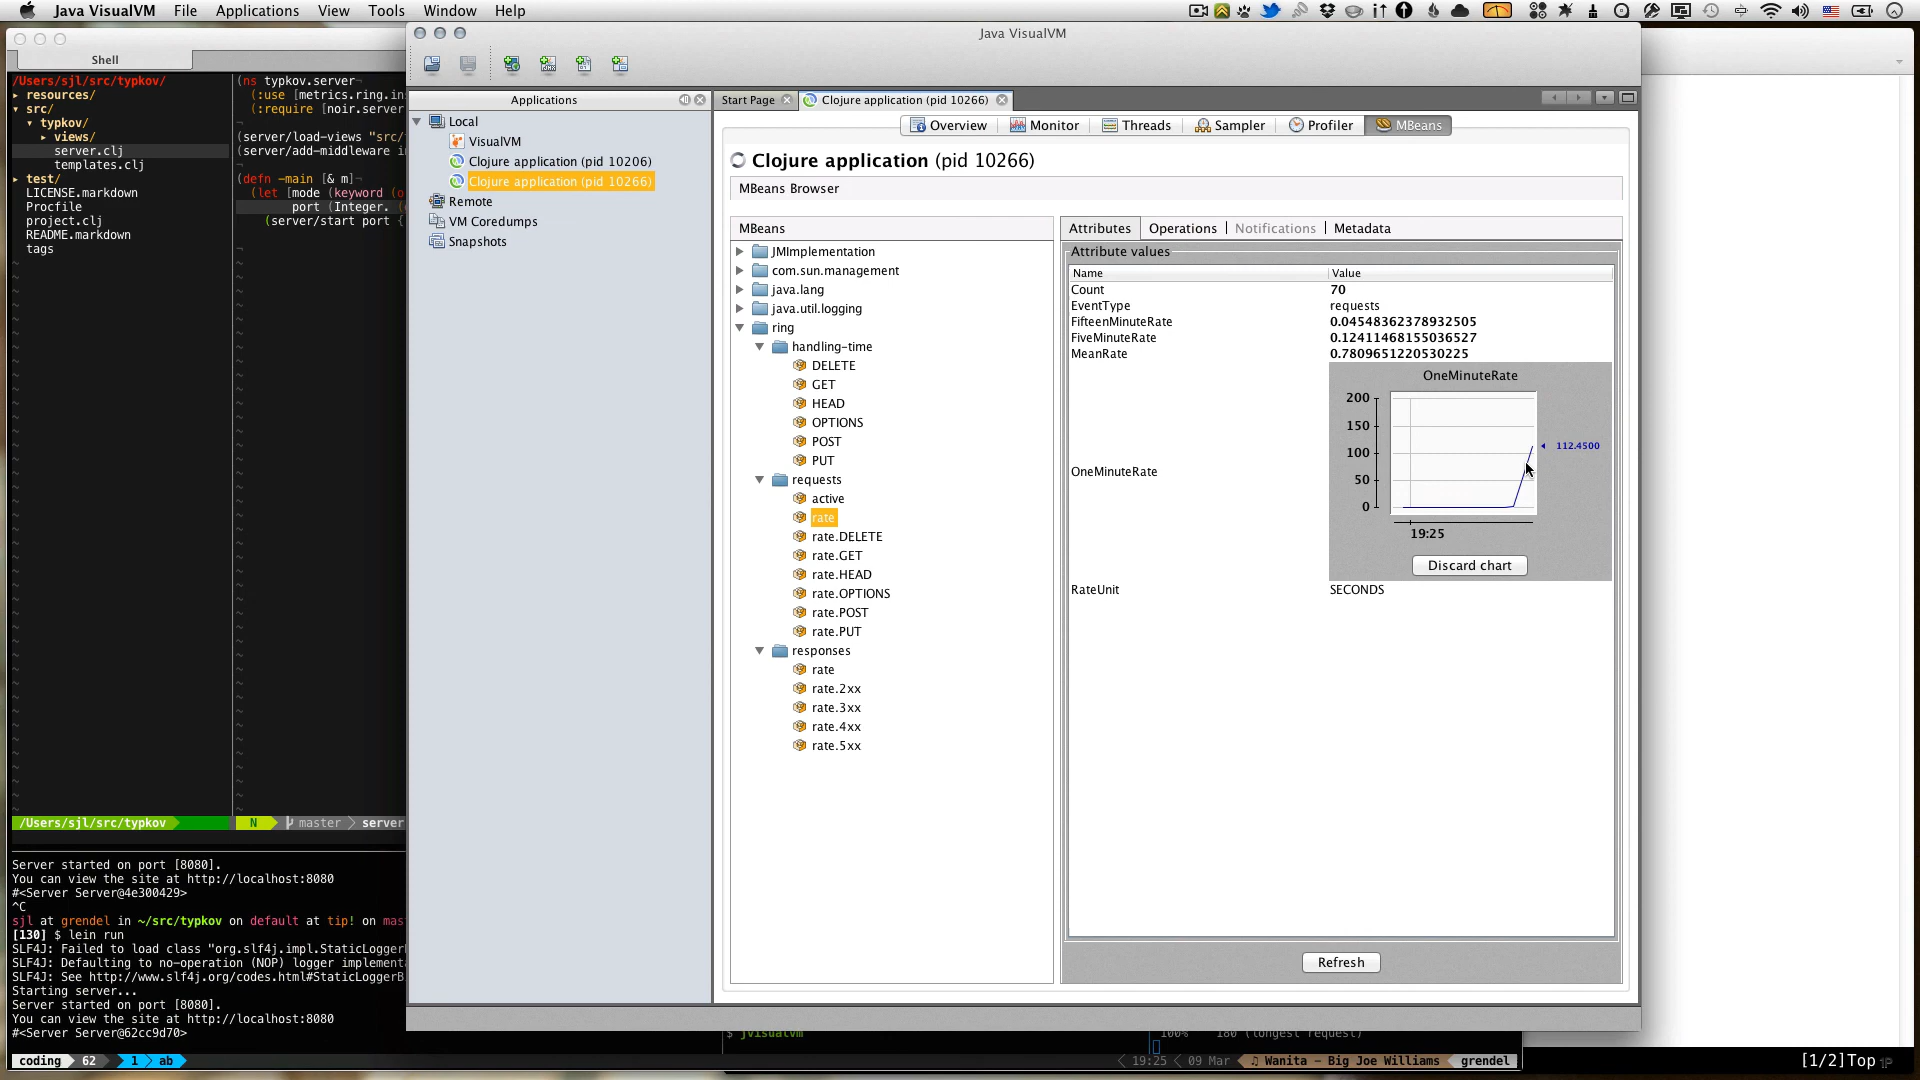 Java VisualVM File Applications View Tools Window Help
Shell
/Users/sjl/src/typkov/
▸ resources/
▾ src/
▾ typkov/
▸ views/
server.clj
templates.clj
▸ test/
LICENSE.markdown
Procfile
project.clj
README.markdown
tags
(ns typkov.server¬
(:use [metrics.ring.in
(:require [noir.server
(server/load-views "src/
(server/add-middleware i
(defn -main [& m]¬
(let [mode (keyword (o
port (Integer. (
(server/start port {
/Users/sjl/src/typkov
N master server
Server started on port [8080].
You can view the site at http://localhost:8080
#<Server Server@4e300429>
^C
sjl at grendel in ~/src/typkov on default at tip! on mas
[130] $ lein run
SLF4J: Failed to load class "org.slf4j.impl.StaticLogger
SLF4J: Defaulting to no-operation (NOP) logger implement
SLF4J: See http://www.slf4j.org/codes.html#StaticLoggerB
Starting server...
Server started on port [8080].
You can view the site at http://localhost:8080
#<Server Server@62cc9d70>
coding 62 1 ab
Java VisualVM
Applications
Local
VisualVM
Clojure application (pid 10206)
Clojure application (pid 10266)
Remote
VM Coredumps
Snapshots
Start Page Clojure application (pid 10266)
Overview Monitor Threads Sampler Profiler MBeans
Clojure application (pid 10266)
MBeans Browser
MBeans
JMImplementation
com.sun.management
java.lang
java.util.logging
ring
handling-time
DELETE
GET
HEAD
OPTIONS
POST
PUT
requests
active
rate
rate.DELETE
rate.GET
rate.HEAD
rate.OPTIONS
rate.POST
rate.PUT
responses
rate
rate.2xx
rate.3xx
rate.4xx
rate.5xx
Attributes Operations Notifications Metadata
Attribute values
Name Value
Count 70
EventType requests
FifteenMinuteRate 0.04548362378932505
FiveMinuteRate 0.12411468155036527
MeanRate 0.7809651220530225
OneMinuteRate
OneMinuteRate
200
150
112.4500
100
50
0
19:25
Discard chart
RateUnit SECONDS
Refresh
$ jvisualvm
100% 180 (longest request)
19:25 09 Mar ♫ Wanita - Big Joe Williams grendel
[1/2] Top